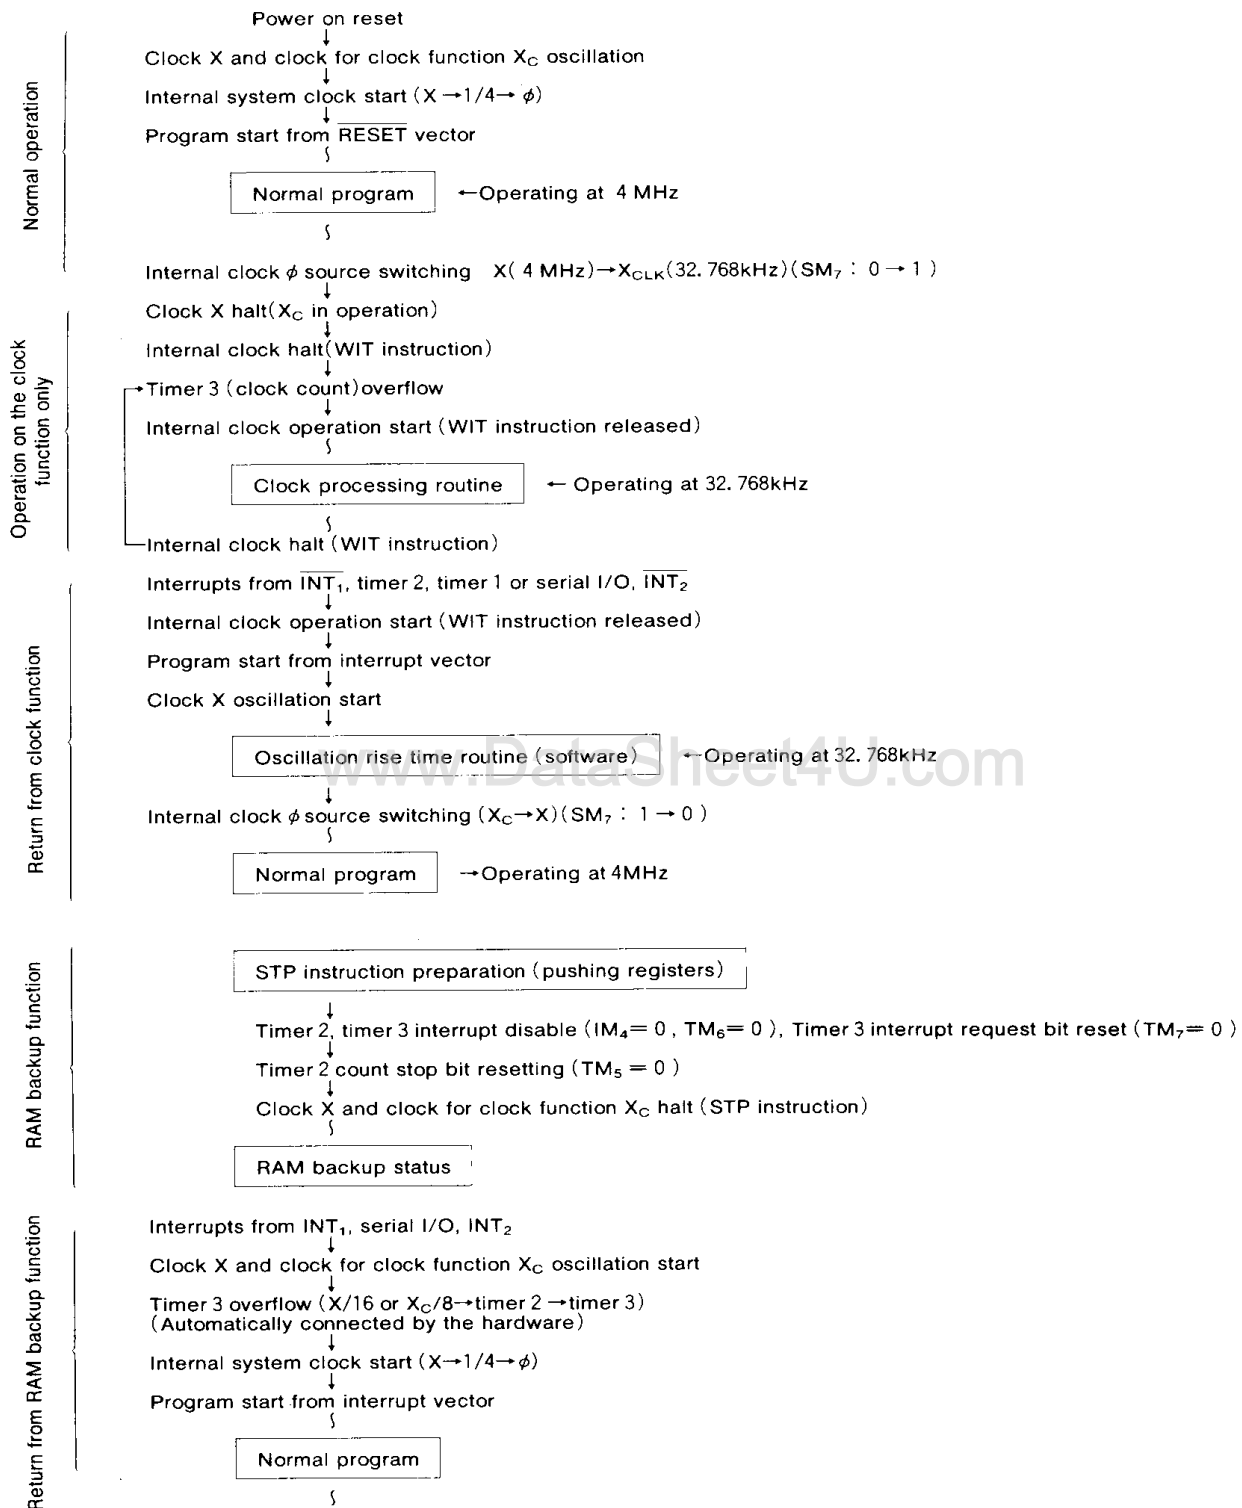 Power on reset
Normal operation
Clock X and clock for clock function XC oscillation
Internal system clock start (X→1/4→ φ)
Program start from R̅E̅S̅E̅T̅ vector
Normal program ←Operating at 4 MHz
Internal clock φ source switching X( 4 MHz)→XCLK(32. 768kHz)(SM7 : 0 → 1 )
Operation on the clock
function only
Clock X halt(XC in operation)
Internal clock halt(WIT instruction)
Timer 3 (clock count)overflow
Internal clock operation start (WIT instruction released)
Clock processing routine ← Operating at 32. 768kHz
Internal clock halt (WIT instruction)
Return from clock function
Interrupts from I̅N̅T̅1̅, timer 2, timer 1 or serial I/O, I̅N̅T̅2̅
Internal clock operation start (WIT instruction released)
Program start from interrupt vector
Clock X oscillation start
Oscillation rise time routine (software) ←Operating at 32. 768kHz
www.DataSheet4U.com
Internal clock φ source switching (XC→X)(SM7 : 1 → 0 )
Normal program →Operating at 4MHz
RAM backup function
STP instruction preparation (pushing registers)
Timer 2, timer 3 interrupt disable (IM4= 0 , TM6= 0 ), Timer 3 interrupt request bit reset (TM7= 0 )
Timer 2 count stop bit resetting (TM5 = 0 )
Clock X and clock for clock function XC halt (STP instruction)
RAM backup status
Return from RAM backup function
Interrupts from INT1, serial I/O, INT2
Clock X and clock for clock function XC oscillation start
Timer 3 overflow (X/16 or XC/8→timer 2 →timer 3)
(Automatically connected by the hardware)
Internal system clock start (X→1/4→ φ)
Program start from interrupt vector
Normal program